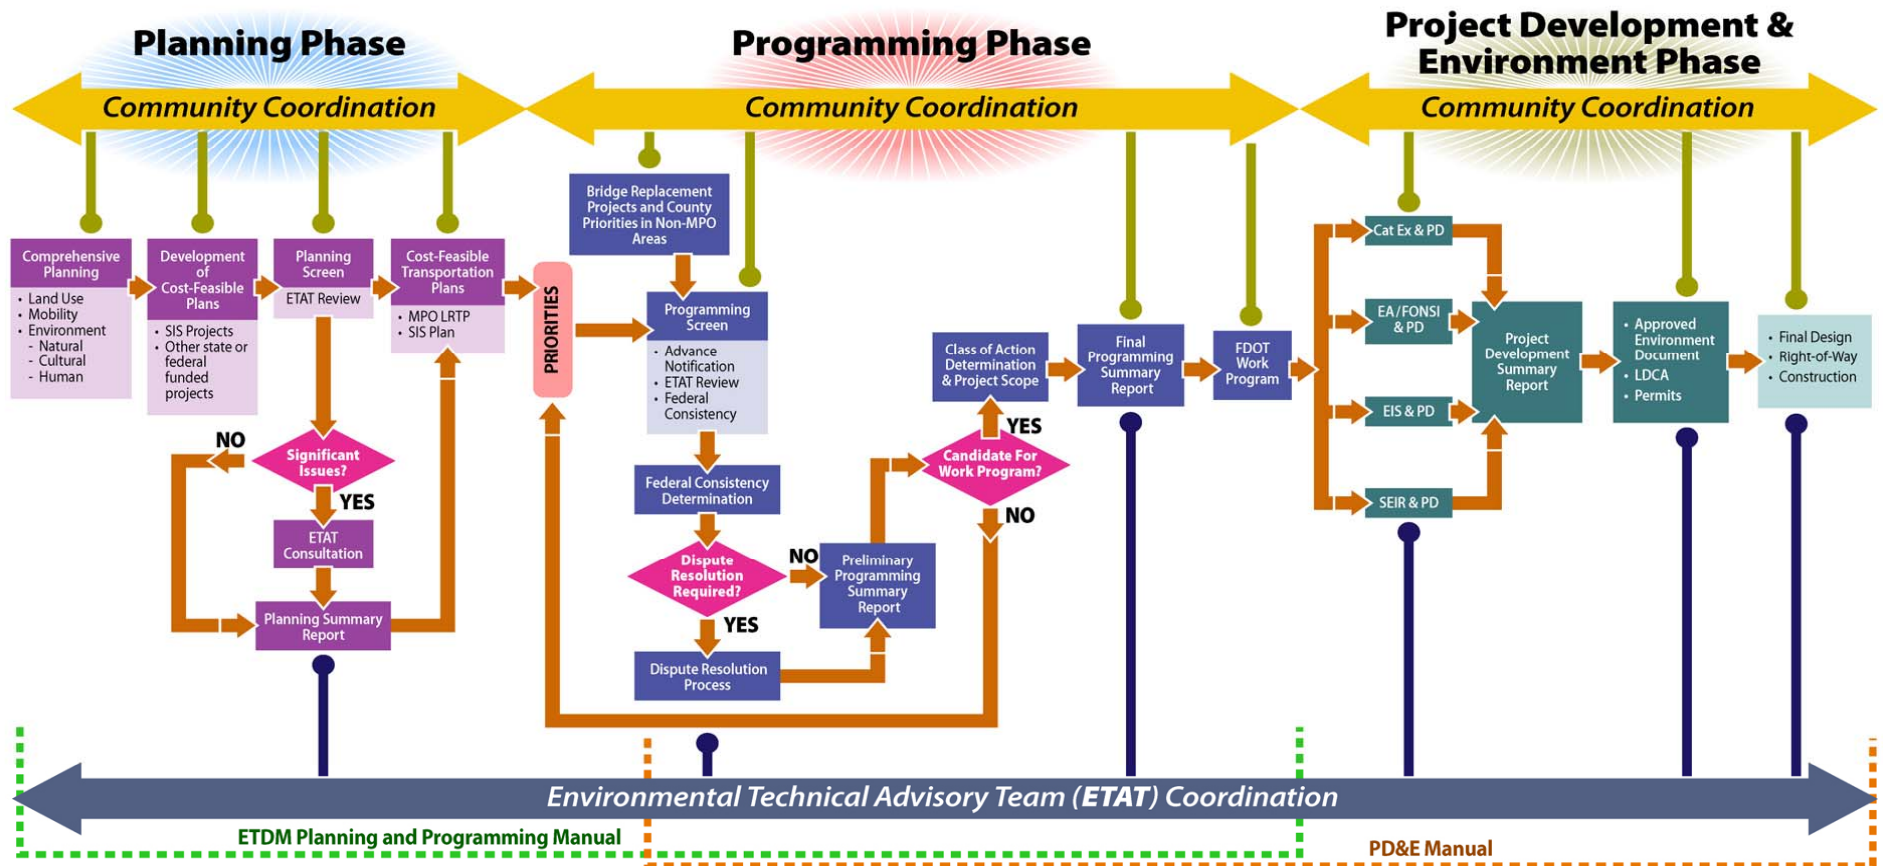 Planning Phase
Community Coordination
Programming Phase
Community Coordination
Project Development &
Environment Phase
Community Coordination
Comprehensive
Planning
• Land Use
• Mobility
• Environment
- Natural
- Cultural
- Human
Development
of
Cost-Feasible
Plans
• SIS Projects
• Other state or
federal
funded
projects
Planning
Screen
ETAT Review
Cost-Feasible
Transportation
Plans
• MPO LRTP
• SIS Plan
NO
Significant
Issues?
YES
ETAT
Consultation
Planning Summary
Report
PRIORITIES
Bridge Replacement
Projects and County
Priorities in Non-MPO
Areas
Programming
Screen
• Advance
Notification
• ETAT Review
• Federal
Consistency
Federal Consistency
Determination
Dispute
Resolution
Required?
NO
YES
Dispute Resolution
Process
Preliminary
Programming
Summary
Report
Candidate For
Work Program?
YES
NO
Class of Action
Determination
& Project Scope
Final
Programming
Summary
Report
FDOT
Work
Program
Cat Ex & PD
EA/FONSI
& PD
EIS & PD
SEIR & PD
Project
Development
Summary
Report
• Approved
Environment
Document
• LDCA
• Permits
• Final Design
• Right-of-Way
• Construction
Environmental Technical Advisory Team (ETAT) Coordination
ETDM Planning and Programming Manual
PD&E Manual